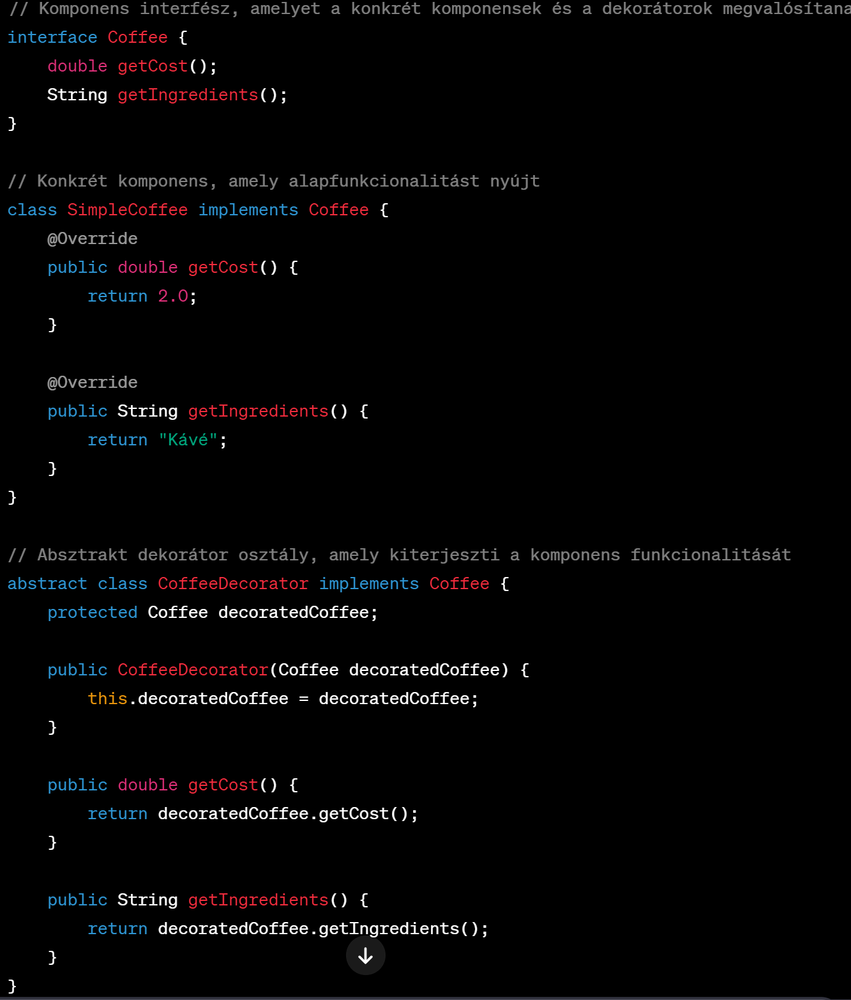 // Komponens interfész, amelyet a konkrét komponensek és a dekorátorok megvalósítana
interface Coffee {
    double getCost();
    String getIngredients();
}

// Konkrét komponens, amely alapfunkcionalitást nyújt
class SimpleCoffee implements Coffee {
    @Override
    public double getCost() {
        return 2.0;
    }

    @Override
    public String getIngredients() {
        return "Kávé";
    }
}

// Absztrakt dekorátor osztály, amely kiterjeszti a komponens funkcionalitását
abstract class CoffeeDecorator implements Coffee {
    protected Coffee decoratedCoffee;

    public CoffeeDecorator(Coffee decoratedCoffee) {
        this.decoratedCoffee = decoratedCoffee;
    }

    public double getCost() {
        return decoratedCoffee.getCost();
    }

    public String getIngredients() {
        return decoratedCoffee.getIngredients();
    }
}